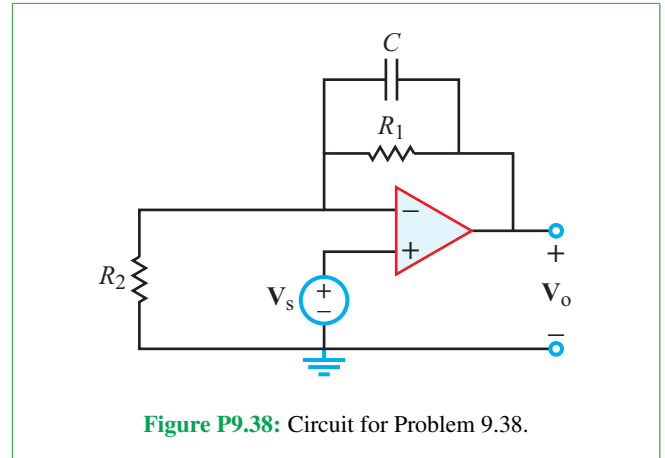 C
R1
−
+
R2
Vs
+
−
+
Vo
−
Figure P9.38: Circuit for Problem 9.38.